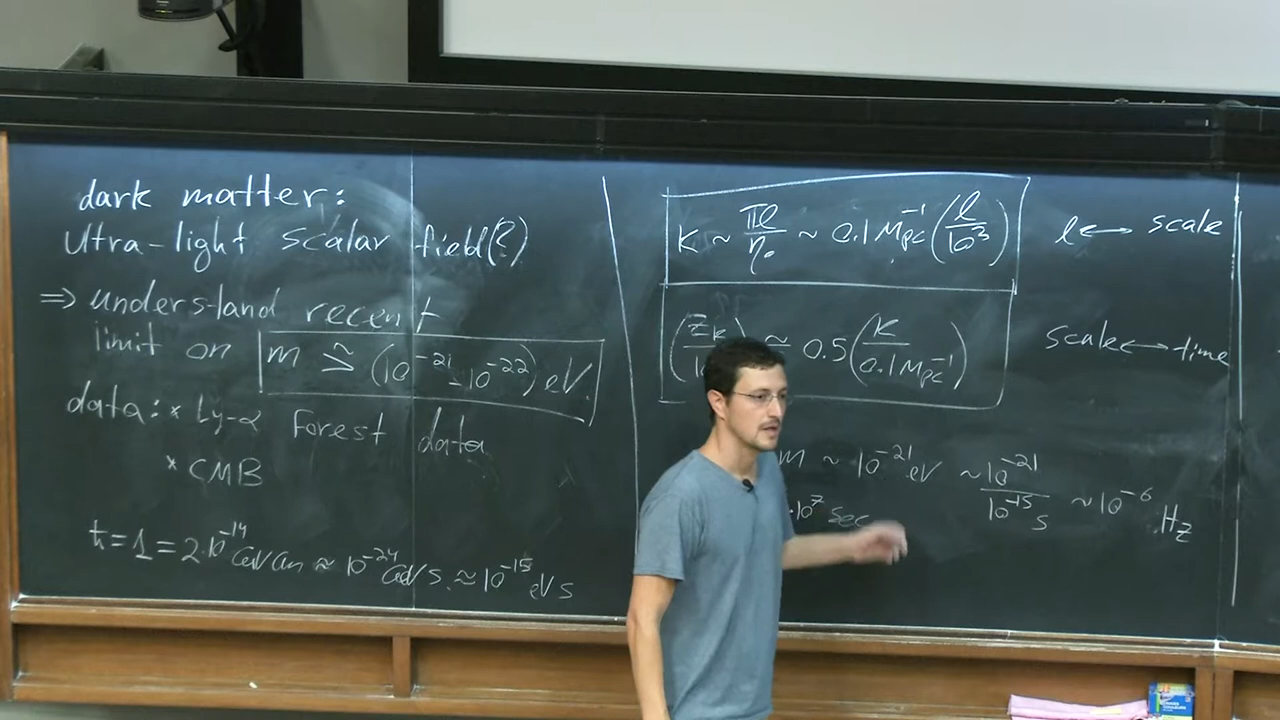 dark matter:
Utra-light scalar field(?)
⇒ understand recent
limit on m ≳ (10⁻²¹ - 10⁻²²) eV.
data: * Ly-α Forest data
* CMB
ħ = 1 = 2·10⁻¹⁴ GeV cm ≈ 10⁻²⁴ GeV s. ≈ 10⁻¹⁵ eV s
K ~ πl/η₀ ~ 0.1 Mpc⁻¹ (l/10³)
l ⟷ scale
≈ 0.5 (K/0.1 Mpc⁻¹)
scale ⟷ time
m ~ 10⁻²¹ eV ~ 10⁻²¹/10⁻¹⁵ s ~ 10⁻⁶ Hz
·10⁷ sec